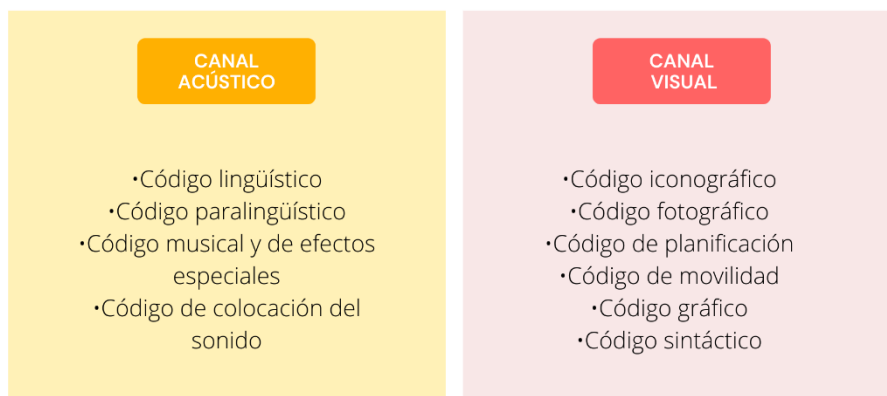 CANAL
ACÚSTICO
•Código lingüístico
•Código paralingüístico
•Código musical y de efectos
especiales
•Código de colocación del
sonido
CANAL
VISUAL
•Código iconográfico
•Código fotográfico
•Código de planificación
•Código de movilidad
•Código gráfico
•Código sintáctico